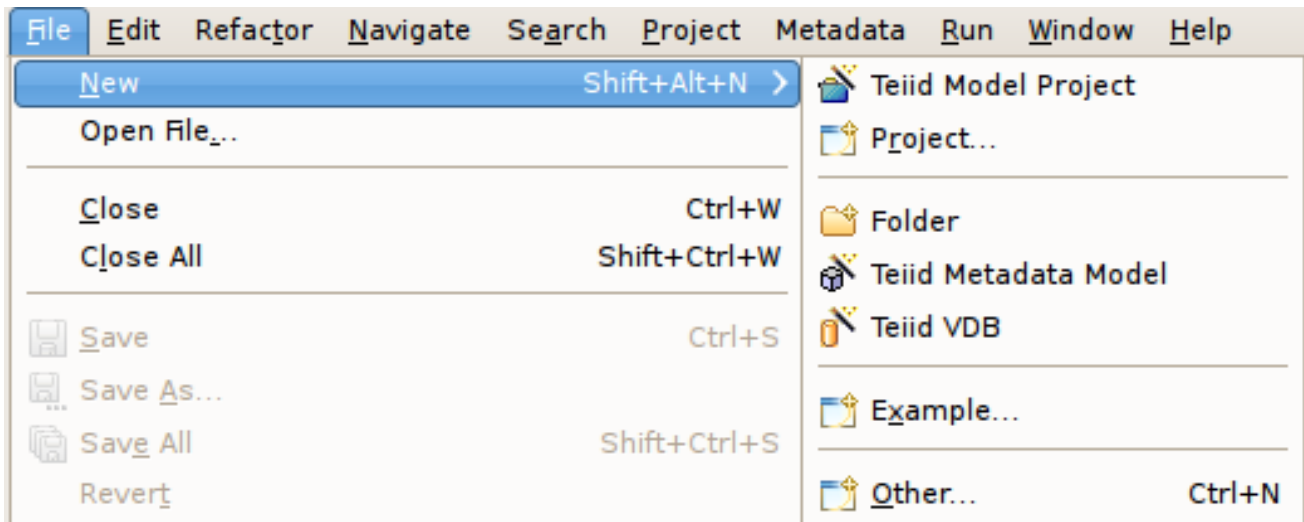 File Edit Refactor Navigate Search Project Metadata Run Window Help
New Shift+Alt+N
Open File...
Close Ctrl+W
Close All Shift+Ctrl+W
Save Ctrl+S
Save As...
Save All Shift+Ctrl+S
Revert
Teiid Model Project
Project...
Folder
Teiid Metadata Model
Teiid VDB
Example...
Other... Ctrl+N